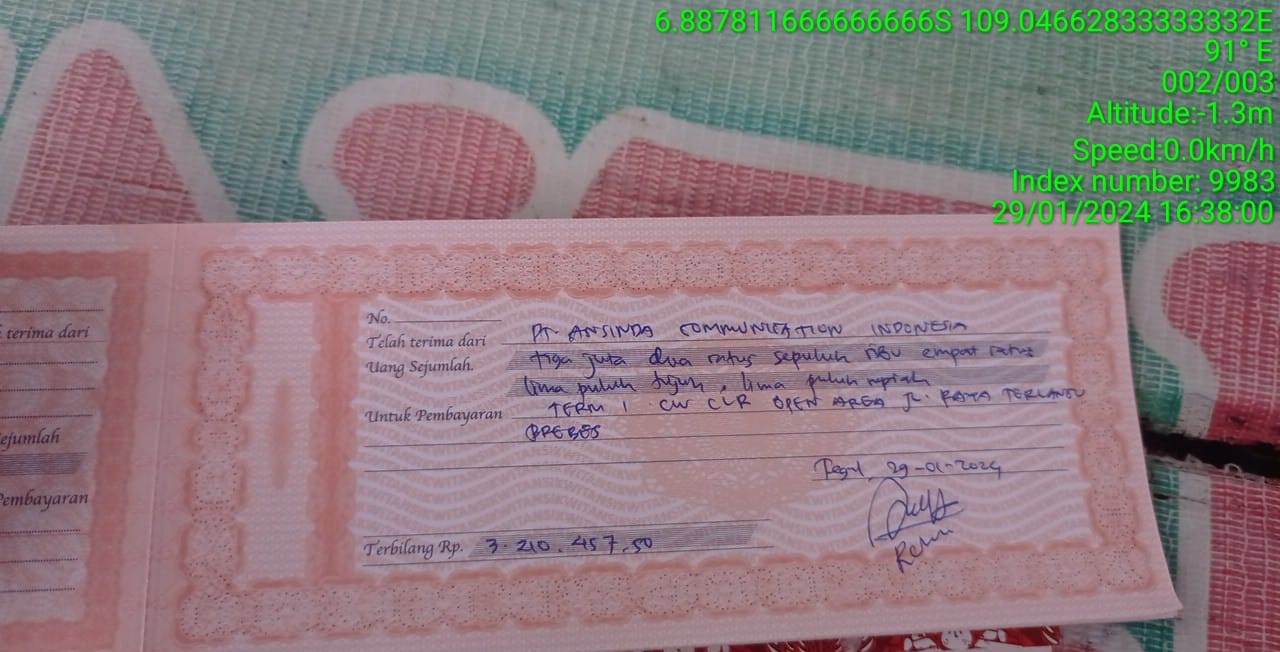 6.887811666666666S 109.04662833333332E
91° E
002/003
Altitude:-1.3m
Speed:0.0km/h
Index number: 9983
29/01/2024 16:38:00
terima dari
ejumlah
Pembayaran
No.
Telah terima dari PT. ANSINDA COMMUNICATION INDONESIA
Uang Sejumlah. tiga juta dua ratus sepuluh ribu empat ratus
lima puluh tujuh, lima puluh rupiah
Untuk Pembayaran TERM 1 CW CLR OPEN AREA JL. RAYA TERLANGU
BREBES
Tegal, 29-01-2024
Terbilang Rp. 3.210.457,50